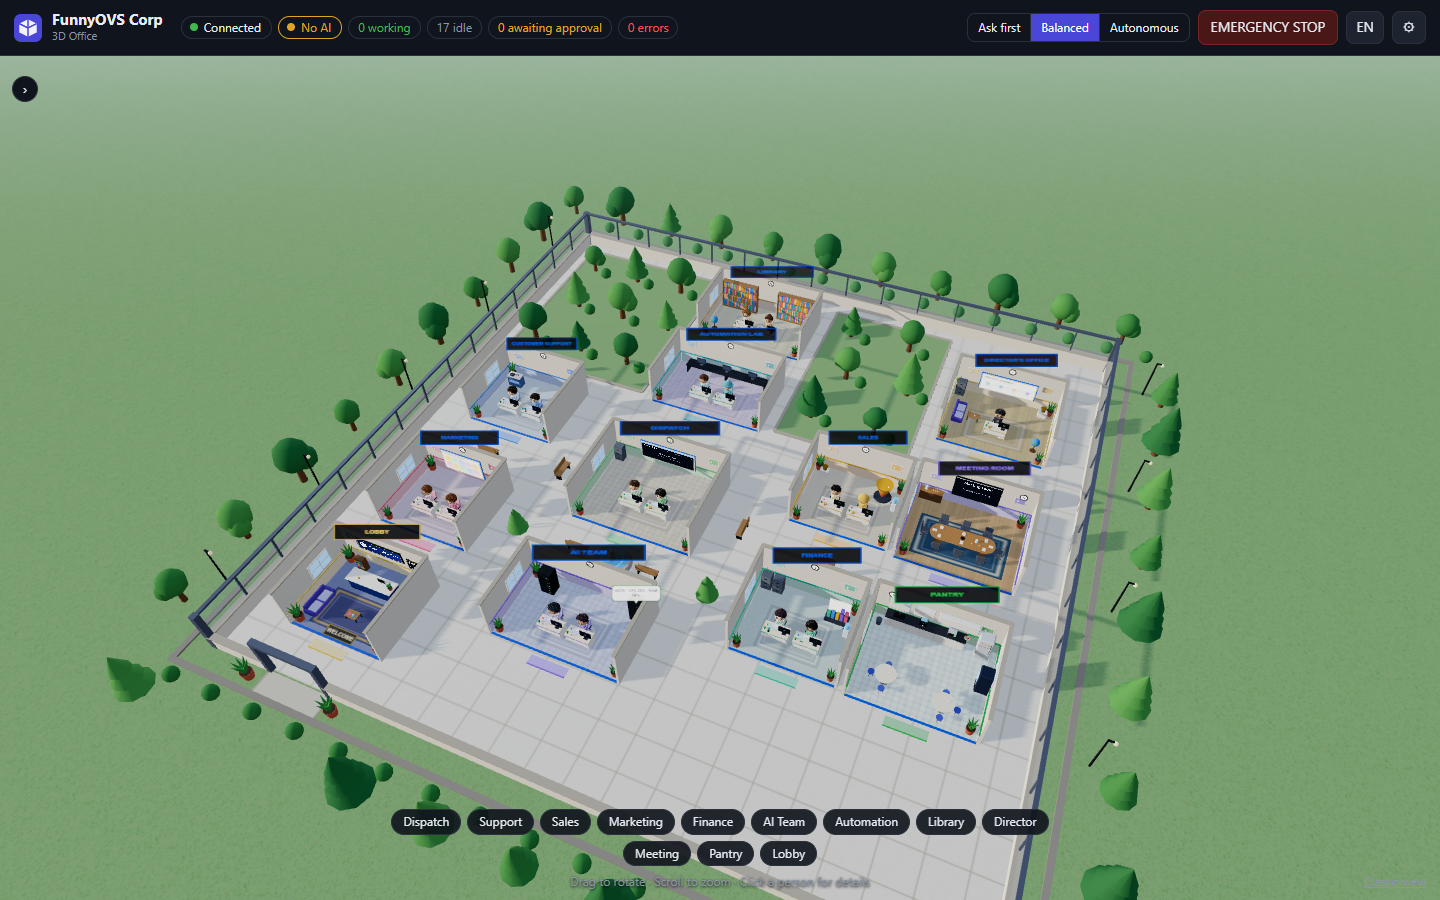 FunnyOVS Corp
3D Office
Connected
No AI
0 working
17 idle
0 awaiting approval
0 errors
Ask first
Balanced
Autonomous
EMERGENCY STOP
EN
LIBRARY
AUTOMATION LAB
CUSTOMER SUPPORT
DIRECTOR'S OFFICE
MARKETING
DISPATCH
SALES
MEETING ROOM
LOBBY
AI TEAM
FINANCE
PANTRY
WELCOME
Dispatch
Support
Sales
Marketing
Finance
AI Team
Automation
Library
Director
Meeting
Pantry
Lobby
Drag to rotate · Scroll to zoom · Click a person for details